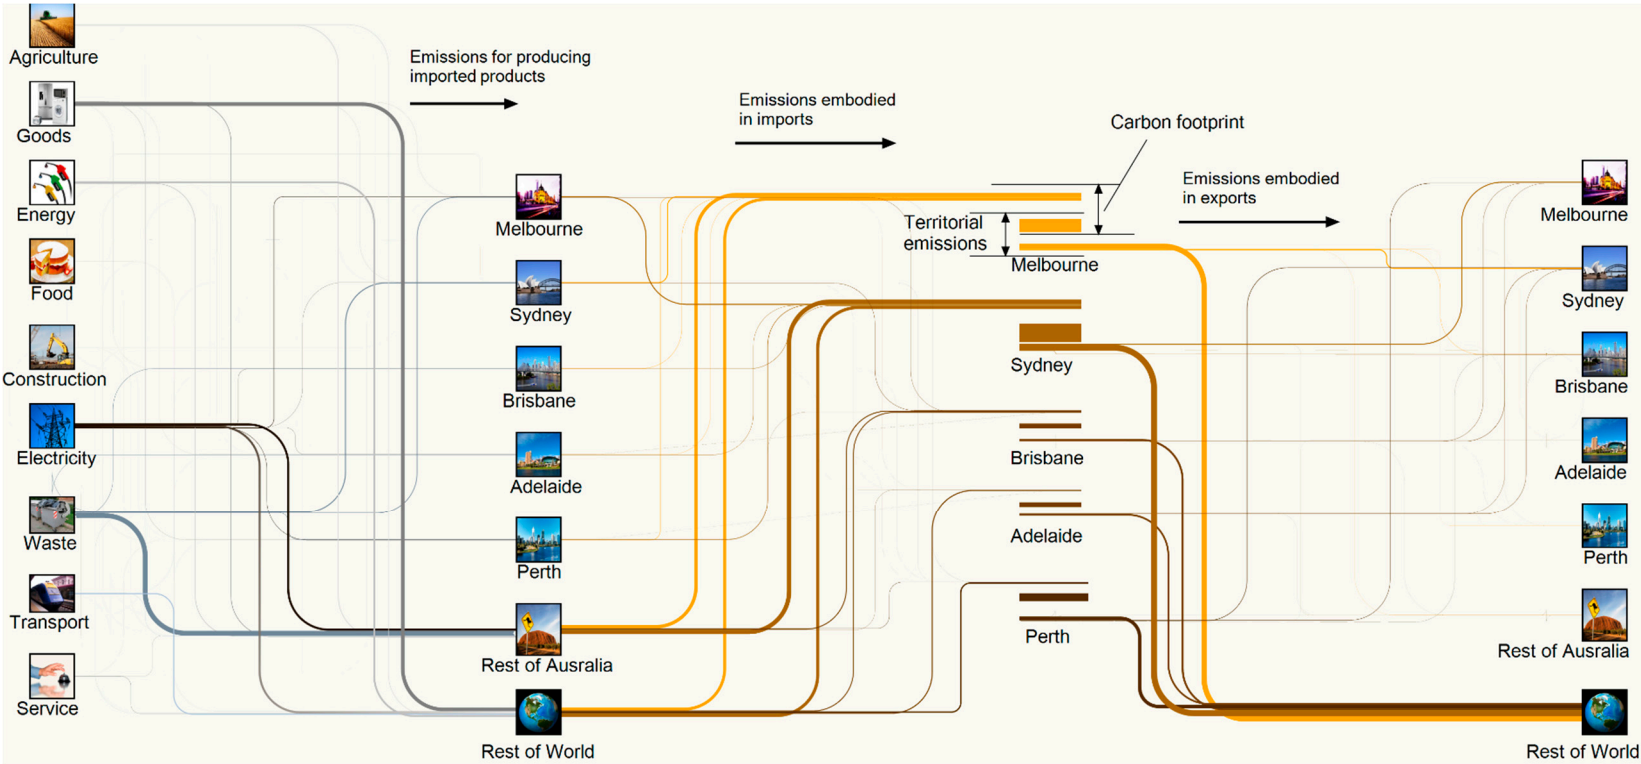 Agriculture
Goods
Energy
Food
Construction
Electricity
Waste
Transport
Service
Emissions for producing
imported products
Melbourne
Sydney
Brisbane
Adelaide
Perth
Rest of Ausralia
Rest of World
Emissions embodied
in imports
Carbon footprint
Territorial
emissions
Melbourne
Sydney
Brisbane
Adelaide
Perth
Emissions embodied
in exports
Melbourne
Sydney
Brisbane
Adelaide
Perth
Rest of Ausralia
Rest of World